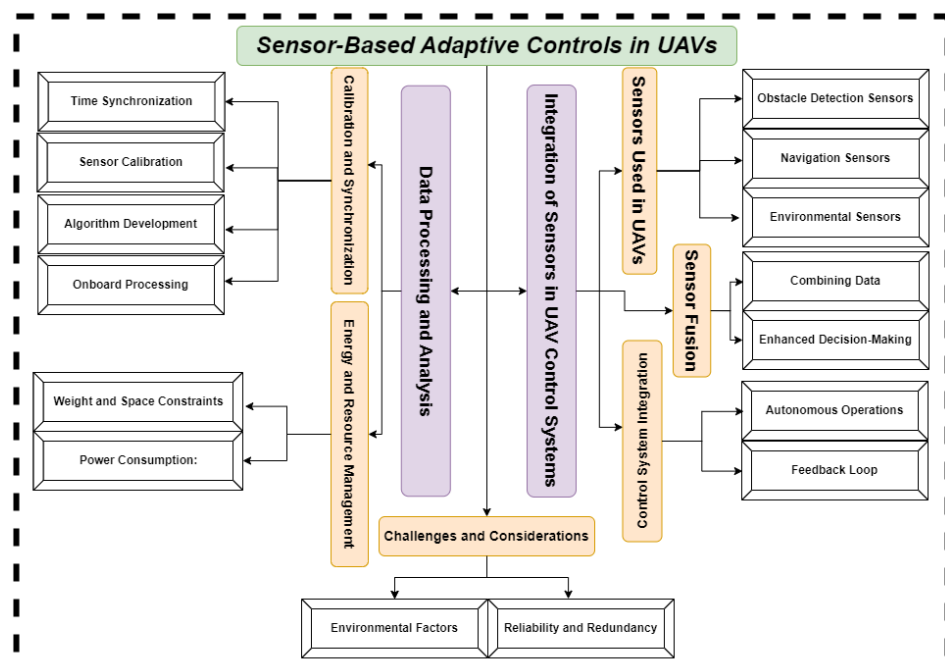 Sensor-Based Adaptive Controls in UAVs
Calibration and Synchronization
Time Synchronization
Sensor Calibration
Algorithm Development
Onboard Processing
Energy and Resource Management
Weight and Space Constraints
Power Consumption:
Data Processing and Analysis
Integration of Sensors in UAV Control Systems
Sensors Used in UAVs
Obstacle Detection Sensors
Navigation Sensors
Environmental Sensors
Sensor Fusion
Combining Data
Enhanced Decision-Making
Control System Integration
Autonomous Operations
Feedback Loop
Challenges and Considerations
Environmental Factors
Reliability and Redundancy